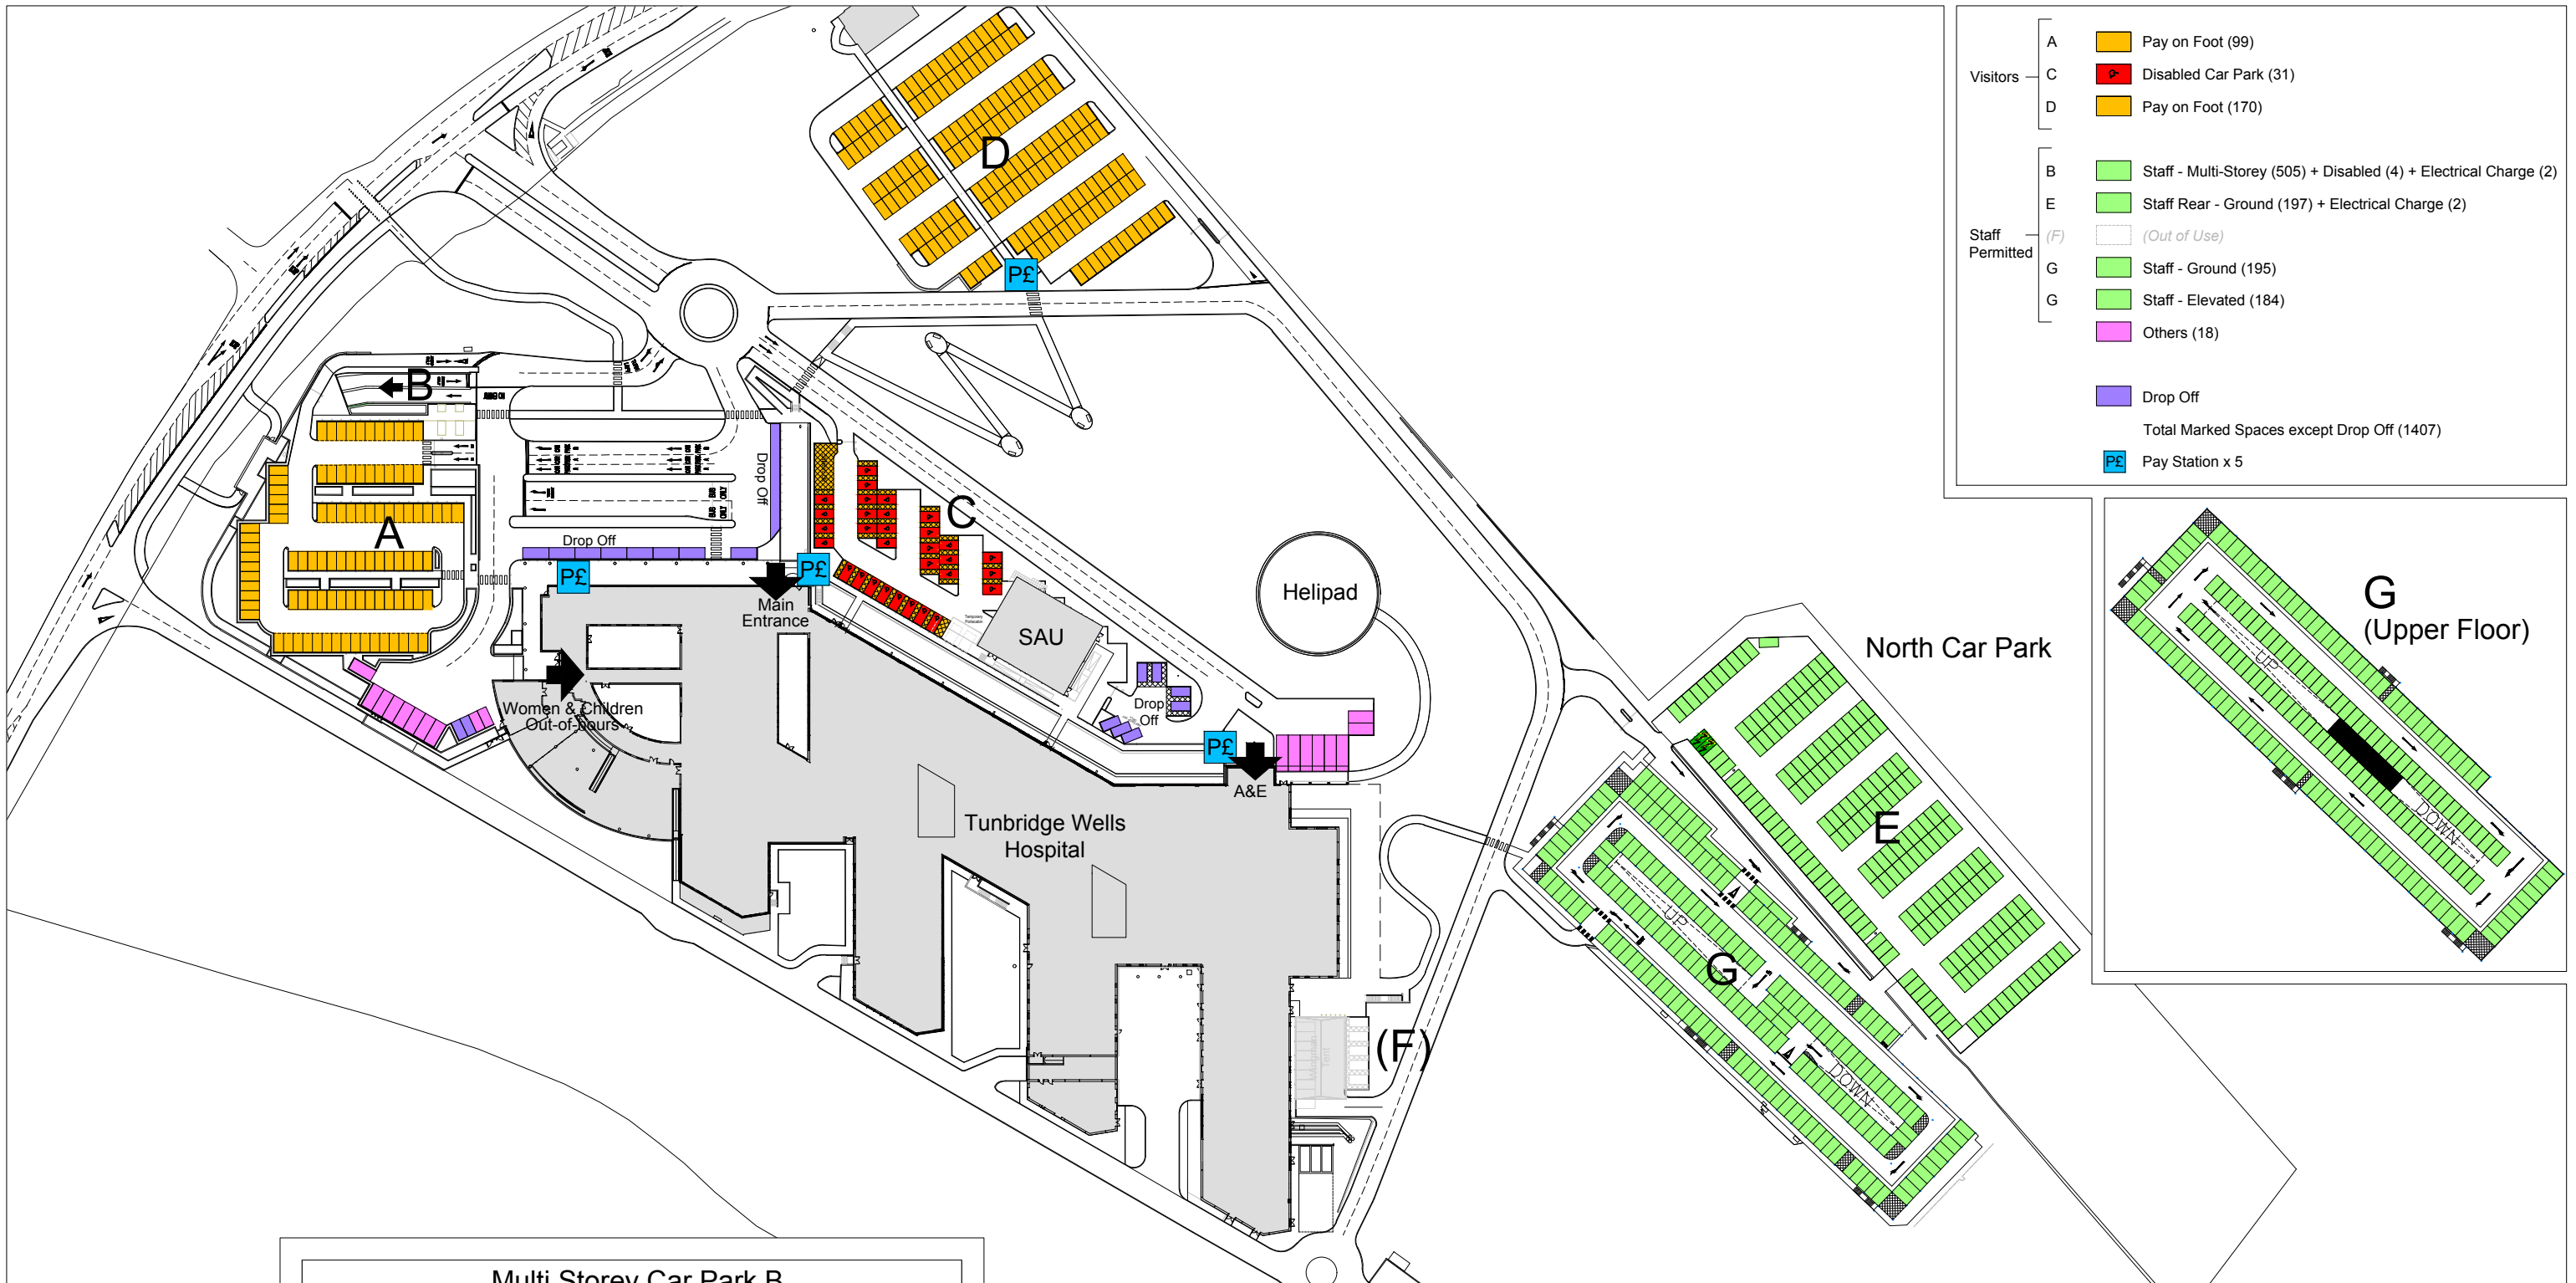 Visitors
A Pay on Foot (99)
C Disabled Car Park (31)
D Pay on Foot (170)
Staff
Permitted
B Staff - Multi-Storey (505) + Disabled (4) + Electrical Charge (2)
E Staff Rear - Ground (197) + Electrical Charge (2)
(F) (Out of Use)
G Staff - Ground (195)
G Staff - Elevated (184)
Others (18)
Drop Off
Total Marked Spaces except Drop Off (1407)
P£ Pay Station x 5
D
P£
B
A
Drop Off
Drop Off
BUS
ONLY
BUS
ONLY
P£
P£
Main
Entrance
C
SAU
Helipad
Drop
Off
P£
A&E
Women & Children
Out-of-hours
Tunbridge Wells
Hospital
(F)
North Car Park
E
G
UP
DOWN
G
(Upper Floor)
UP
DOWN
Multi Storey Car Park B